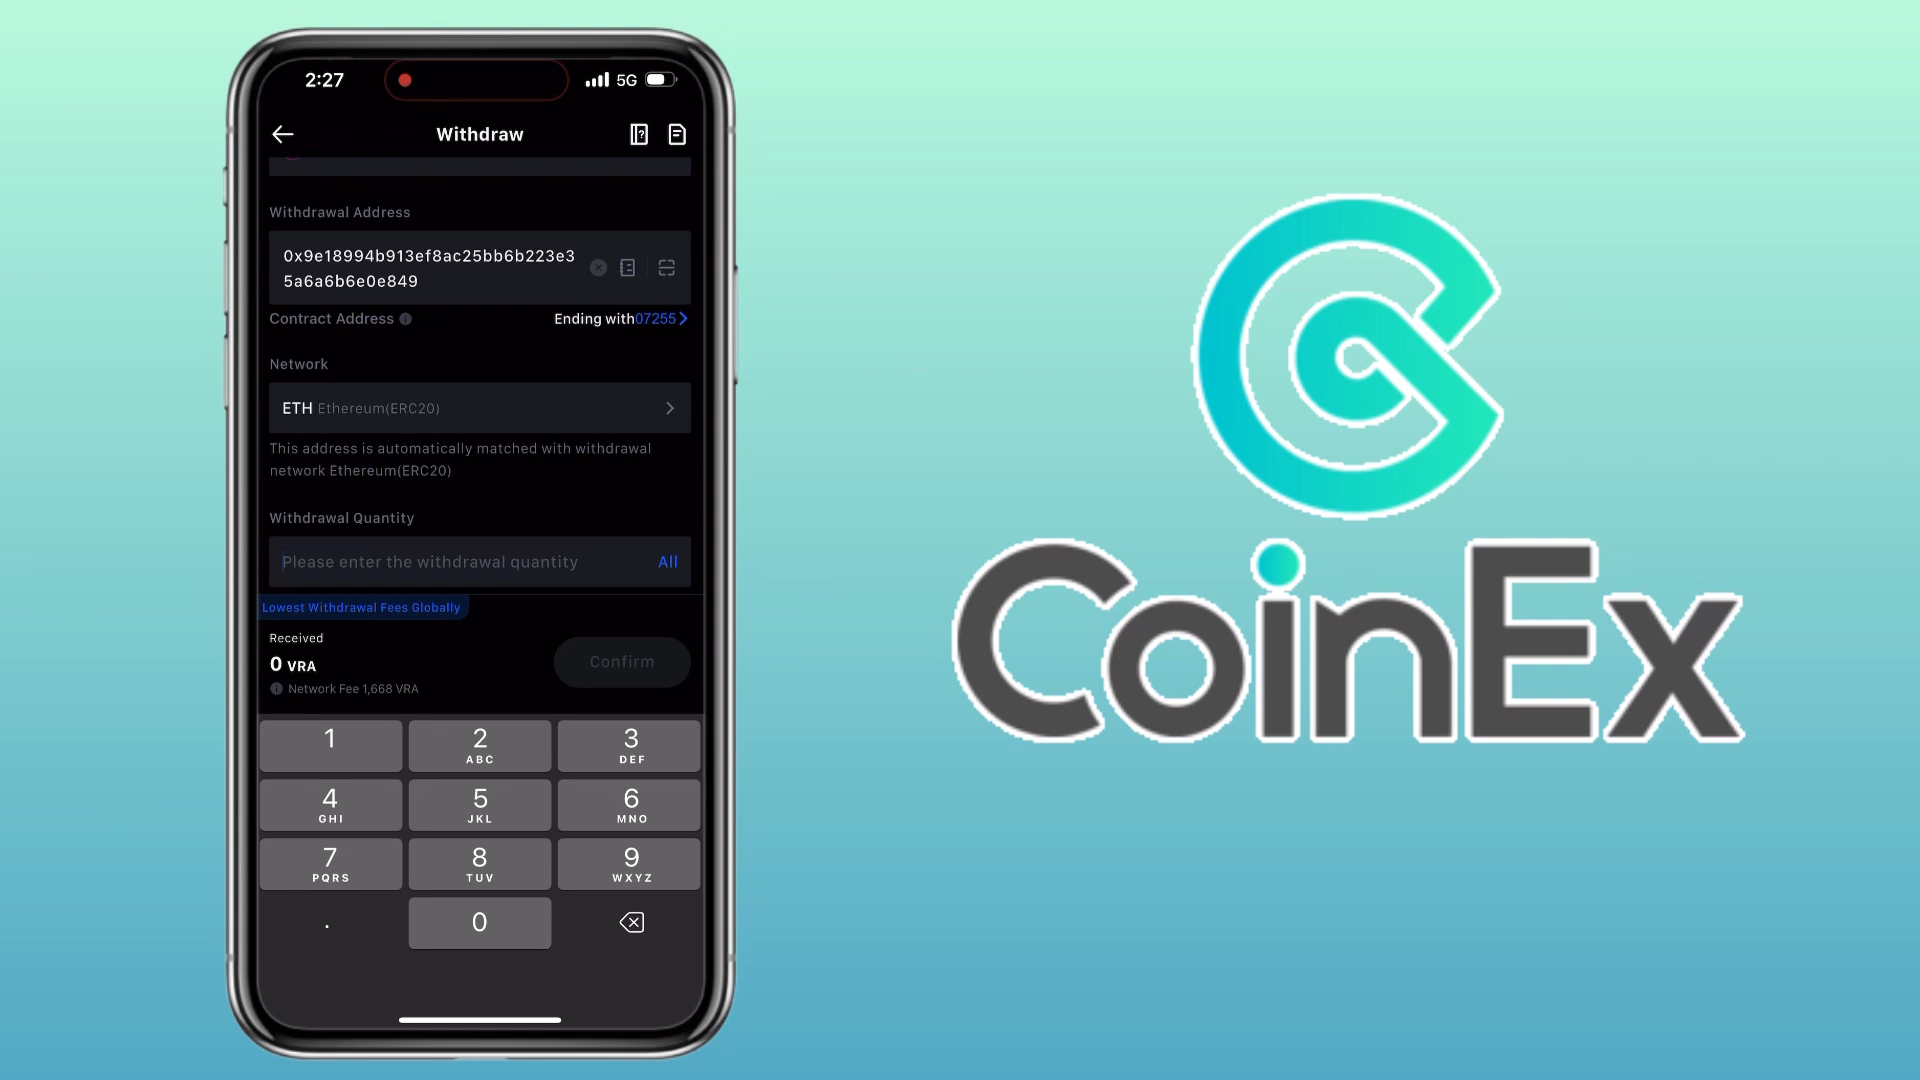 2:27
5G
Withdraw
Withdrawal Address
0x9e18994b913ef8ac25bb6b223e3
5a6a6b6e0e849
Contract Address
Ending with07255
Network
ETH Ethereum(ERC20)
This address is automatically matched with withdrawal
network Ethereum(ERC20)
Withdrawal Quantity
Please enter the withdrawal quantity
All
Lowest Withdrawal Fees Globally
Received
0 VRA
Confirm
Network Fee 1,668 VRA
1
2
ABC
3
DEF
4
GHI
5
JKL
6
MNO
7
PQRS
8
TUV
9
WXYZ
.
0
CoinEx